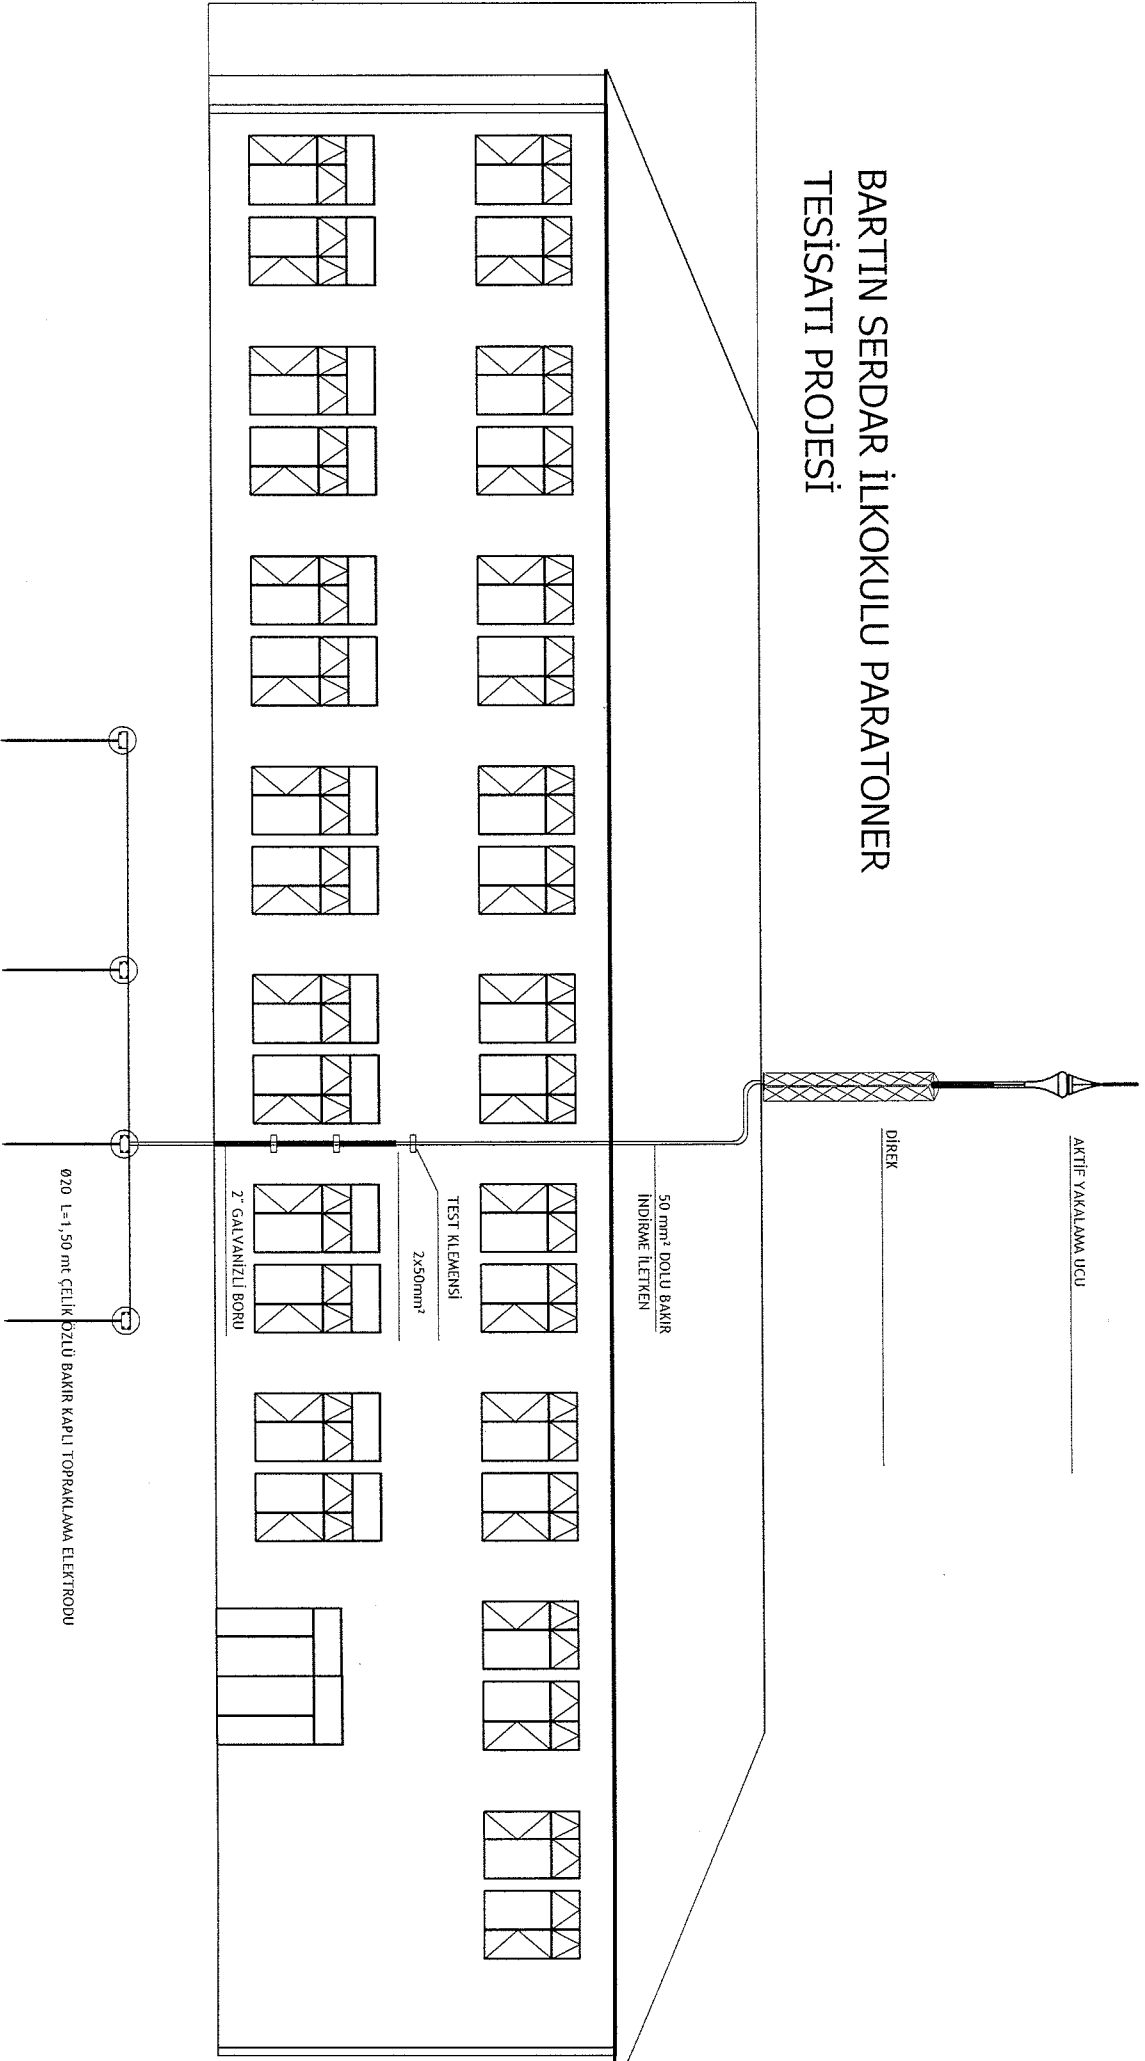 BARTIN SERDAR İLKOKULU PARATONER
TESİSATI PROJESİ
AKTİF YAKALAMA UCU
DİREK
50 mm² DOLU BAKIR
İNDİRME İLETKEN
TEST KLEMENSİ
2x50mm²
2" GALVANİZLİ BORU
Ø20 L=1,50 mt ÇELİK ÖZLÜ BAKIR KAPLI TOPRAKLAMA ELEKTRODU